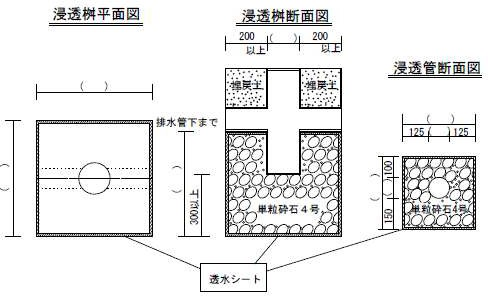 浸透桝平面図
浸透桝断面図
浸透管断面図
200
以上
(　)
200
以上
(　)
埋戻土
埋戻土
排水管下まで
(　)
(　)
300以上
単粒砕石４号
(　)
125
125
(　)
100
150
単粒砕石4号
透水シート